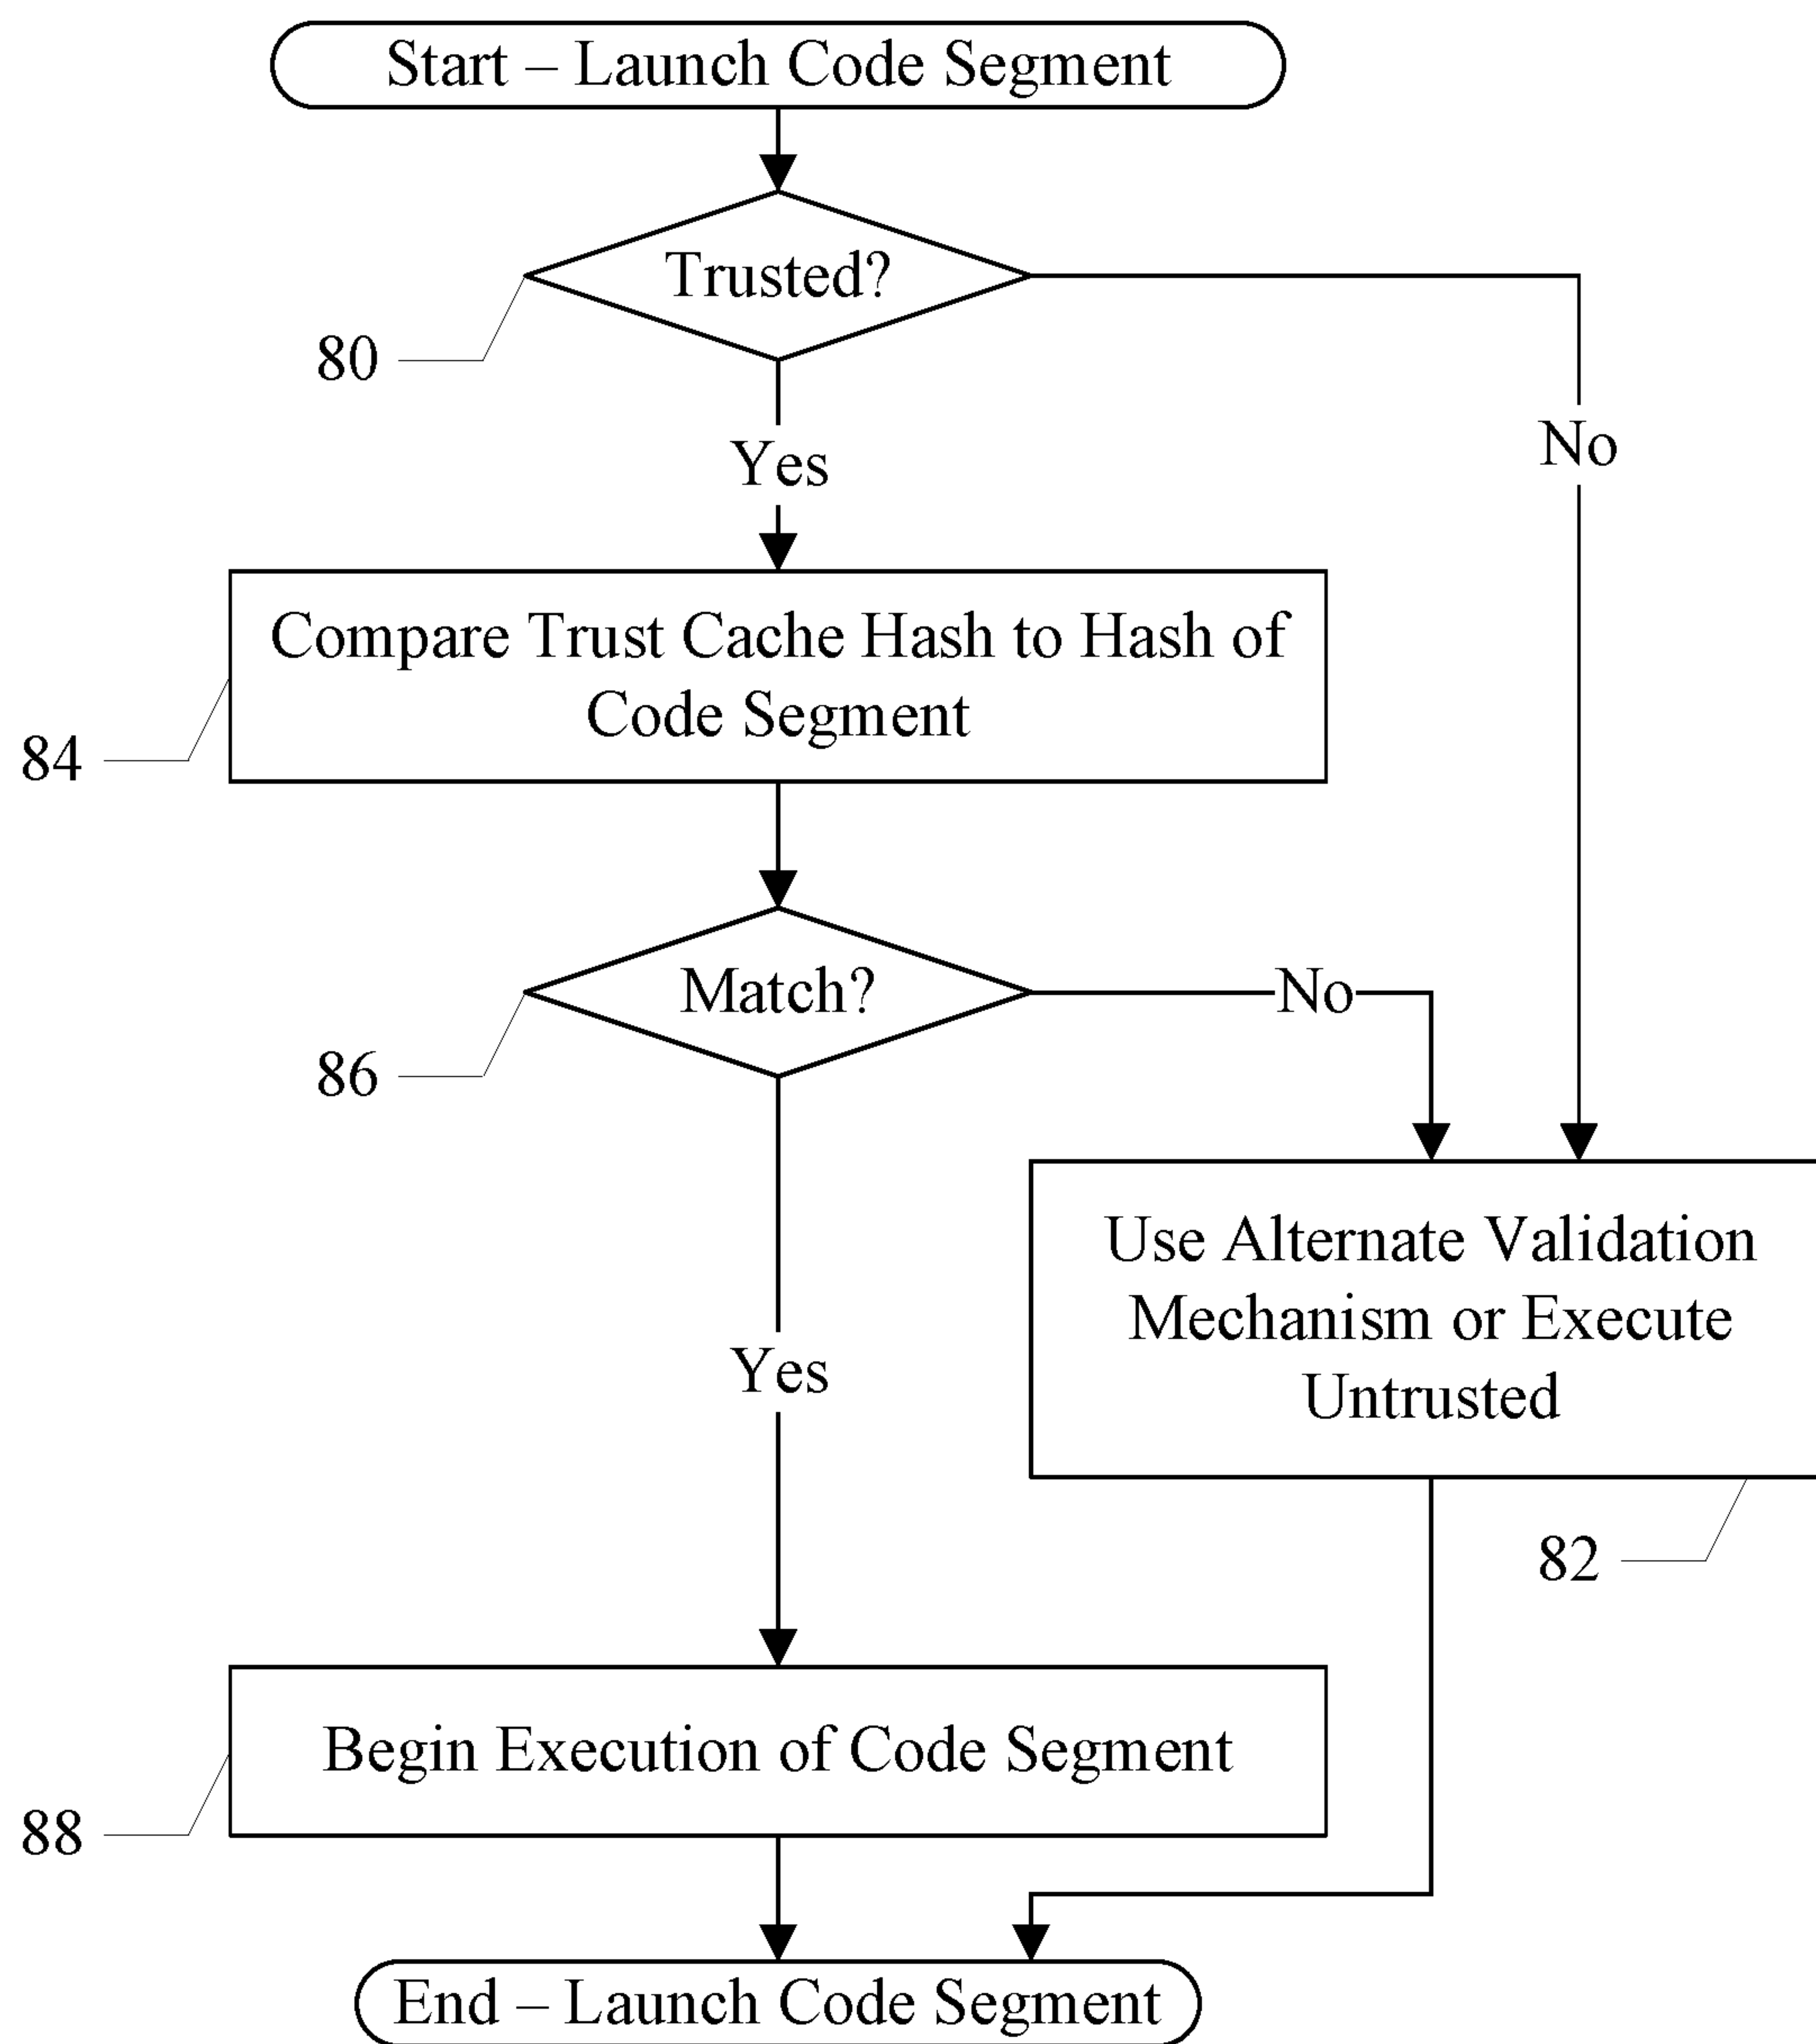 Start – Launch Code Segment
Trusted?
80
Yes
No
Compare Trust Cache Hash to Hash of
Code Segment
84
Match?
No
86
Use Alternate Validation
Mechanism or Execute
Untrusted
Yes
82
Begin Execution of Code Segment
88
End – Launch Code Segment